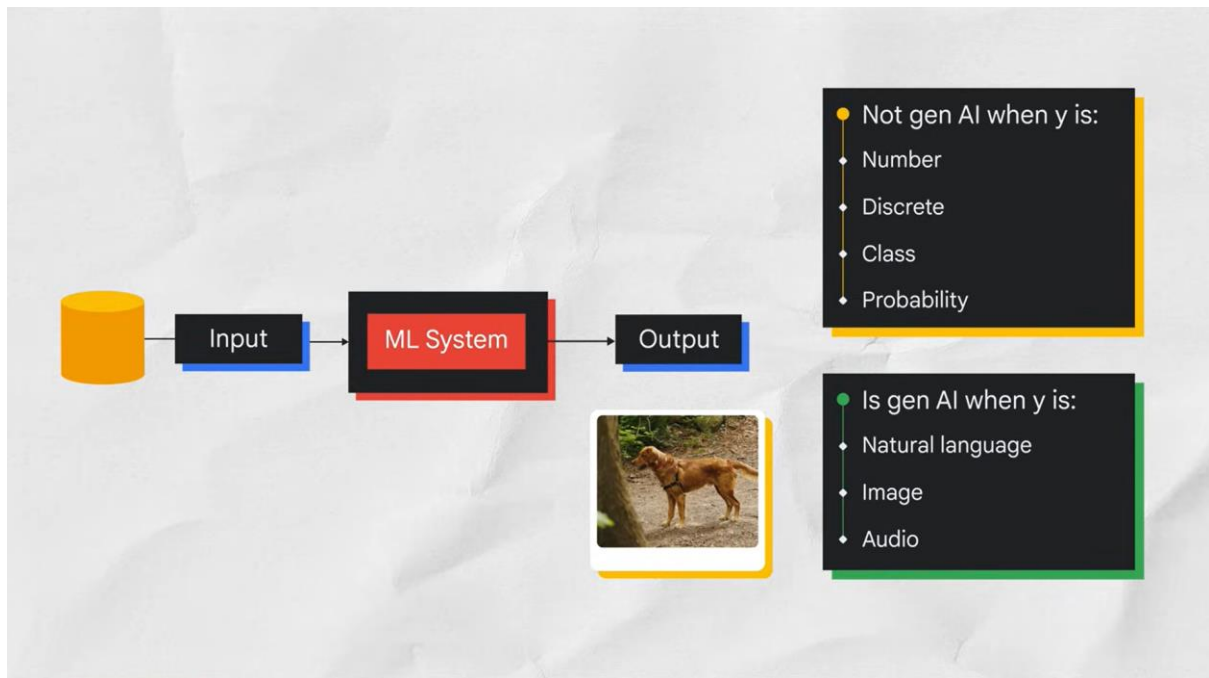 Input
ML System
Output
Not gen AI when y is:
Number
Discrete
Class
Probability
Is gen AI when y is:
Natural language
Image
Audio